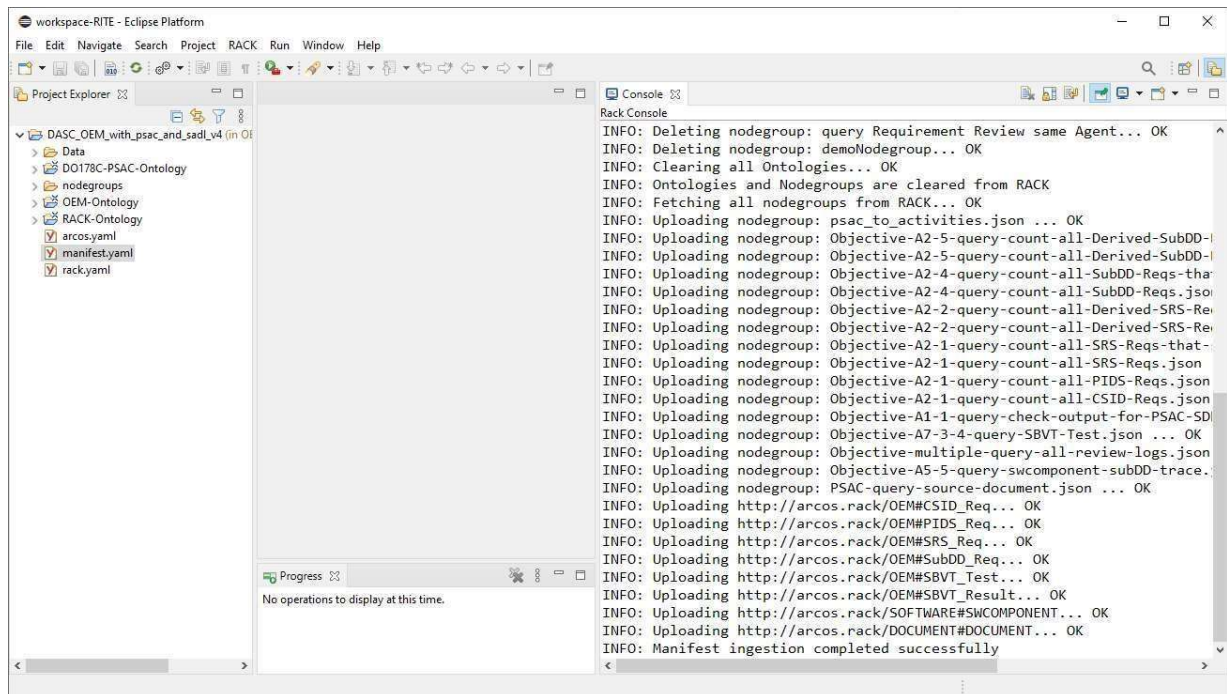 workspace-RITE - Eclipse Platform
File Edit Navigate Search Project RACK Run Window Help
Project Explorer
DASC_OEM_with_psac_and_sadl_v4 (in OE
Data
DO178C-PSAC-Ontology
nodegroups
OEM-Ontology
RACK-Ontology
arcos.yaml
manifest.yaml
rack.yaml
Progress
No operations to display at this time.
Console
Rack Console
INFO: Deleting nodegroup: query Requirement Review same Agent... OK
INFO: Deleting nodegroup: demoNodegroup... OK
INFO: Clearing all Ontologies... OK
INFO: Ontologies and Nodegroups are cleared from RACK
INFO: Fetching all nodegroups from RACK... OK
INFO: Uploading nodegroup: psac_to_activities.json ... OK
INFO: Uploading nodegroup: Objective-A2-5-query-count-all-Derived-SubDD-
INFO: Uploading nodegroup: Objective-A2-5-query-count-all-Derived-SubDD-
INFO: Uploading nodegroup: Objective-A2-4-query-count-all-SubDD-Reqs-tha
INFO: Uploading nodegroup: Objective-A2-4-query-count-all-SubDD-Reqs.jso
INFO: Uploading nodegroup: Objective-A2-2-query-count-all-Derived-SRS-Re
INFO: Uploading nodegroup: Objective-A2-2-query-count-all-Derived-SRS-Re
INFO: Uploading nodegroup: Objective-A2-1-query-count-all-SRS-Reqs-that-
INFO: Uploading nodegroup: Objective-A2-1-query-count-all-SRS-Reqs.json
INFO: Uploading nodegroup: Objective-A2-1-query-count-all-PIDS-Reqs.json
INFO: Uploading nodegroup: Objective-A2-1-query-count-all-CSID-Reqs.json
INFO: Uploading nodegroup: Objective-A1-1-query-check-output-for-PSAC-SD
INFO: Uploading nodegroup: Objective-A7-3-4-query-SBVT-Test.json ... OK
INFO: Uploading nodegroup: Objective-multiple-query-all-review-logs.json
INFO: Uploading nodegroup: Objective-A5-5-query-swcomponent-subDD-trace.
INFO: Uploading nodegroup: PSAC-query-source-document.json ... OK
INFO: Uploading http://arcos.rack/OEM#CSID_Req... OK
INFO: Uploading http://arcos.rack/OEM#PIDS_Req... OK
INFO: Uploading http://arcos.rack/OEM#SRS_Req... OK
INFO: Uploading http://arcos.rack/OEM#SubDD_Req... OK
INFO: Uploading http://arcos.rack/OEM#SBVT_Test... OK
INFO: Uploading http://arcos.rack/OEM#SBVT_Result... OK
INFO: Uploading http://arcos.rack/SOFTWARE#SWCOMPONENT... OK
INFO: Uploading http://arcos.rack/DOCUMENT#DOCUMENT... OK
INFO: Manifest ingestion completed successfully